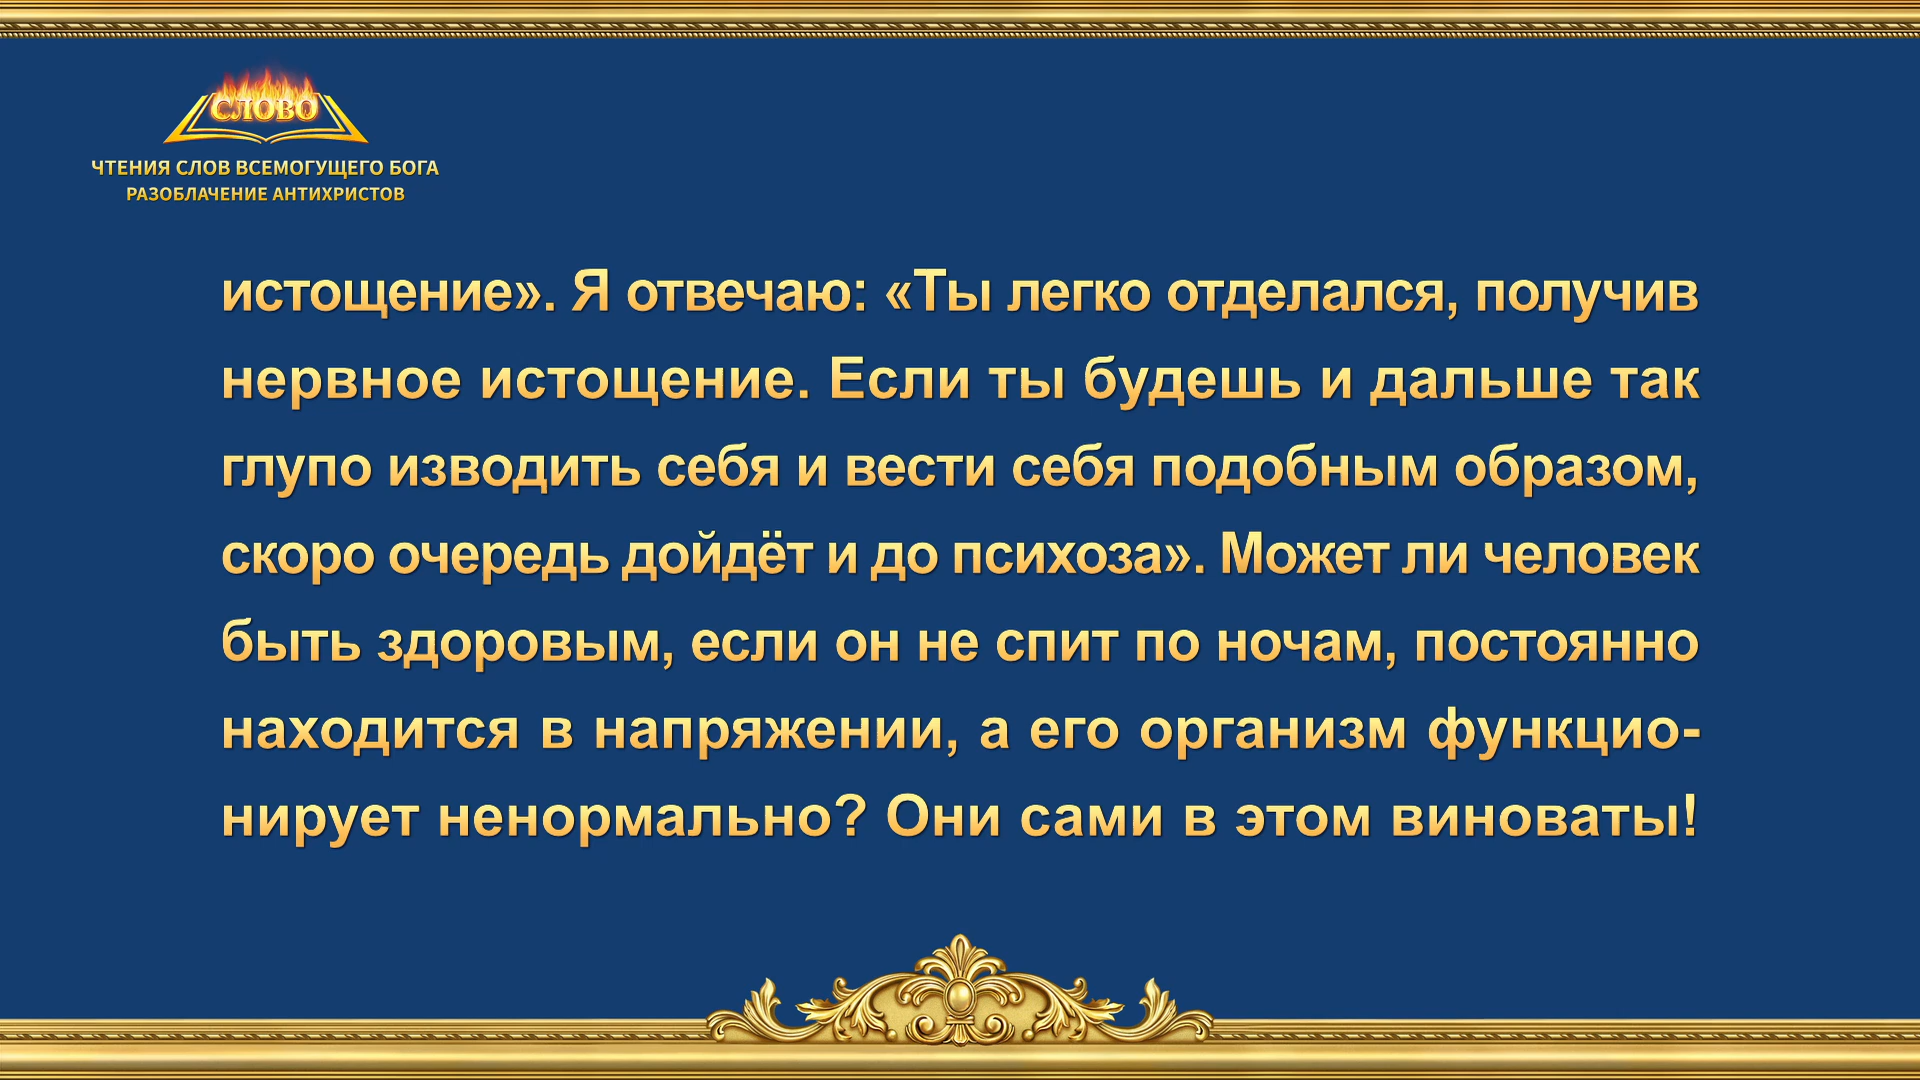 СЛОВО
ЧТЕНИЯ СЛОВ ВСЕМОГУЩЕГО БОГА
РАЗОБЛАЧЕНИЕ АНТИХРИСТОВ
истощение». Я отвечаю: «Ты легко отделался, получив
нервное истощение. Если ты будешь и дальше так
глупо изводить себя и вести себя подобным образом,
скоро очередь дойдёт и до психоза». Может ли человек
быть здоровым, если он не спит по ночам, постоянно
находится в напряжении, а его организм функцио-
нирует ненормально? Они сами в этом виноваты!